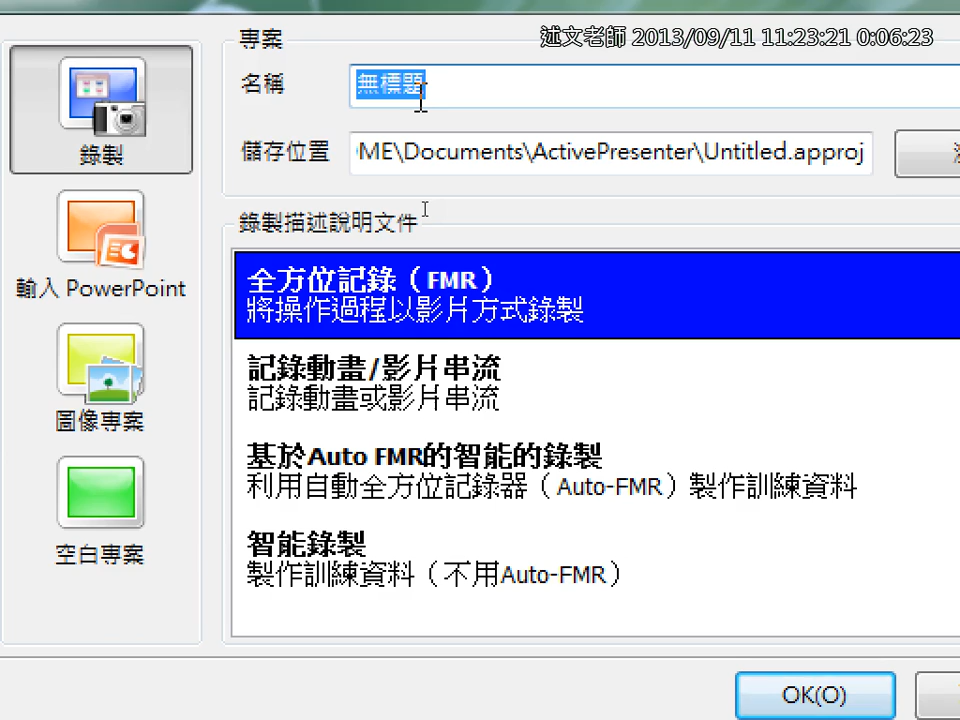 述文老師 2013/09/11 11:23:21 0:06:23
專案
名稱
無標題
儲存位置
ME\Documents\ActivePresenter\Untitled.approj
錄製
錄製描述說明文件
全方位記錄（FMR）
將操作過程以影片方式錄製
輸入 PowerPoint
記錄動畫/影片串流
記錄動畫或影片串流
圖像專案
基於Auto FMR的智能的錄製
利用自動全方位記錄器（Auto-FMR）製作訓練資料
空白專案
智能錄製
製作訓練資料（不用Auto-FMR）
OK(O)